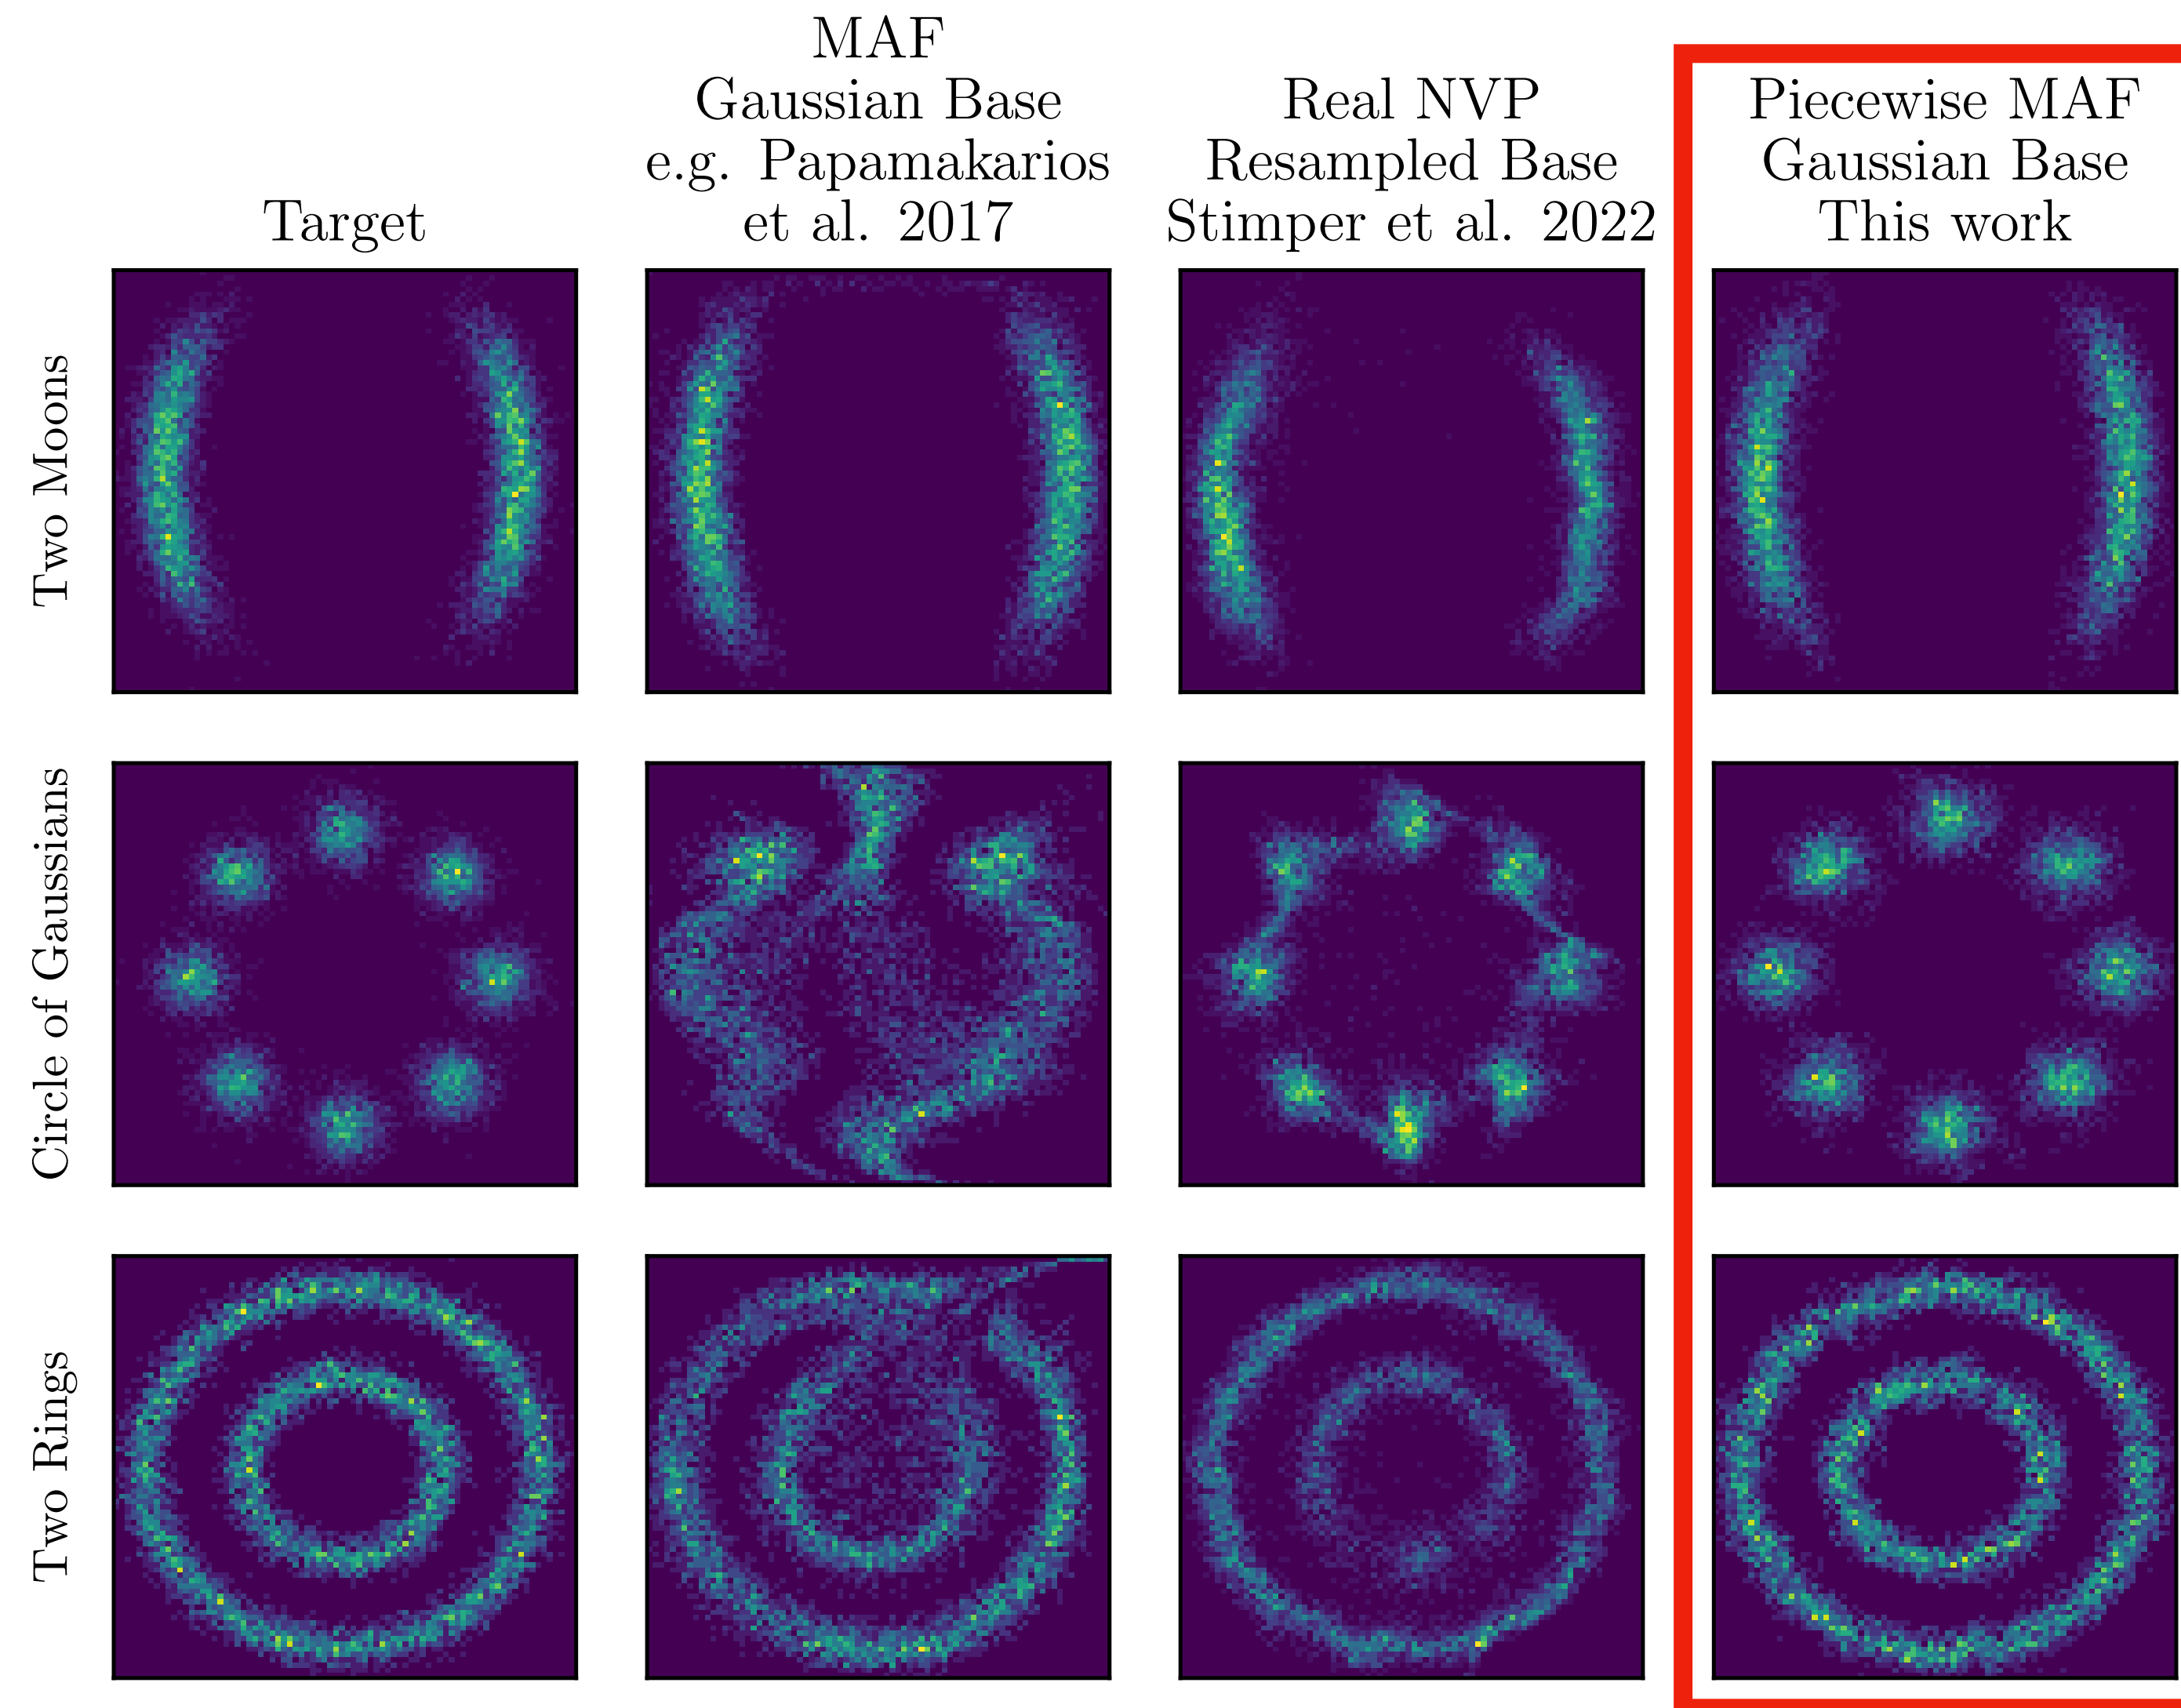 Target
MAF
Gaussian Base
e.g. Papamakarios
et al. 2017
Real NVP
Resampled Base
Stimper et al. 2022
Piecewise MAF
Gaussian Base
This work
Two Moons
Circle of Gaussians
Two Rings